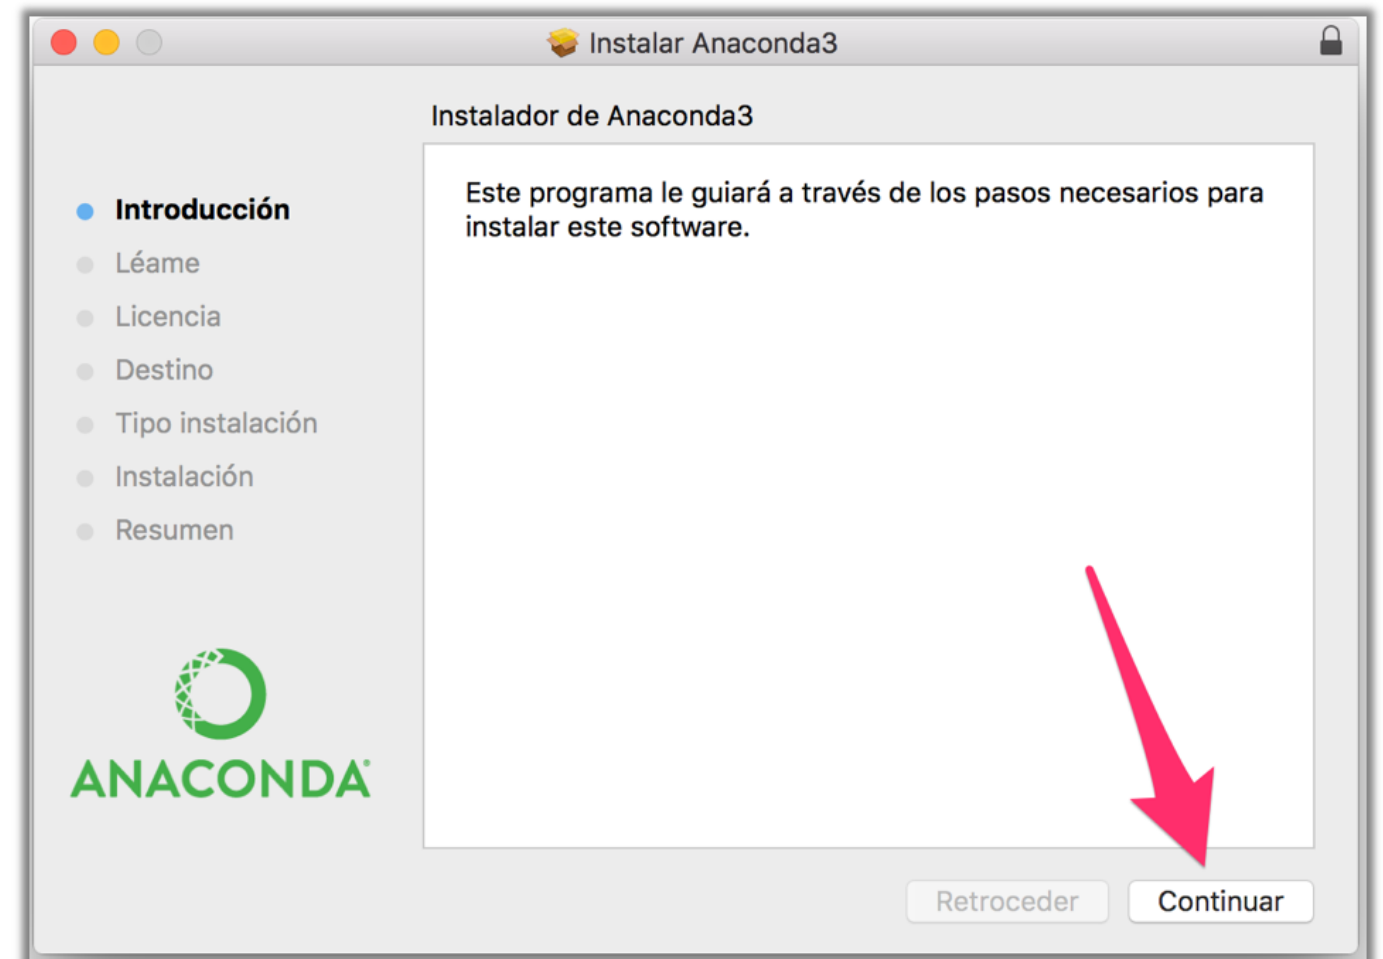 Instalar Anaconda3
Instalador de Anaconda3
Introducción
Léame
Licencia
Destino
Tipo instalación
Instalación
Resumen
Este programa le guiará a través de los pasos necesarios para
instalar este software.
ANACONDA®
Retroceder
Continuar